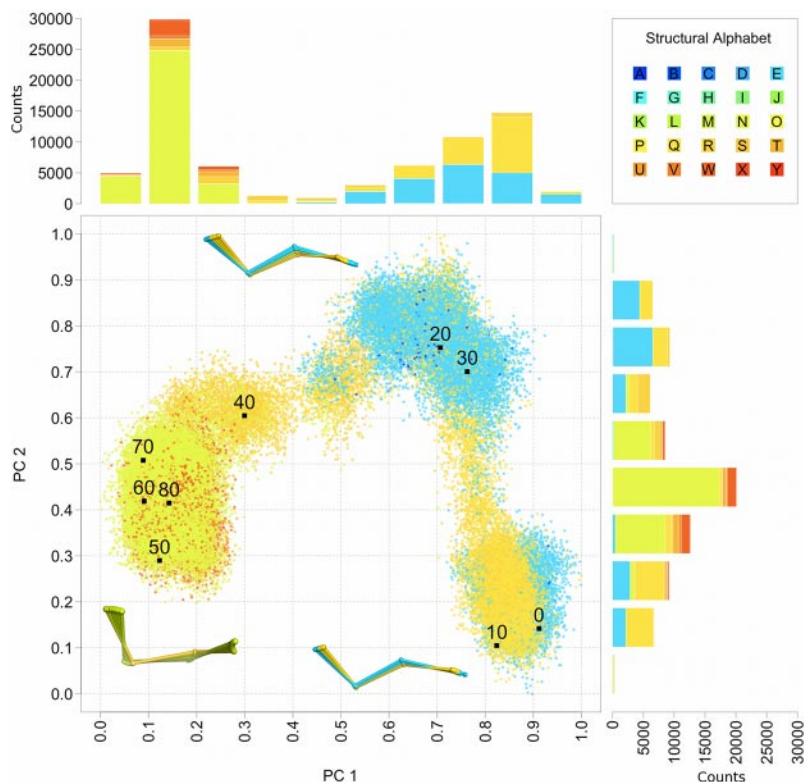 30000
25000
20000
15000
10000
5000
0
Counts
Structural Alphabet
A B C D E
F G H I J
K L M N O
P Q R S T
U V W X Y
1.0
0.9
0.8
0.7
0.6
0.5
0.4
0.3
0.2
0.1
0.0
PC 2
20
30
40
70
60 80
50
0
10
0.0 0.1 0.2 0.3 0.4 0.5 0.6 0.7 0.8 0.9 1.0
PC 1
0 5000 10000 15000 20000 25000 30000
Counts